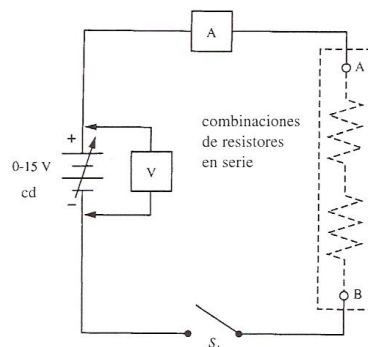 A
A
combinaciones
de resistores
en serie
+
0-15 V
cd
V
−
B
S.